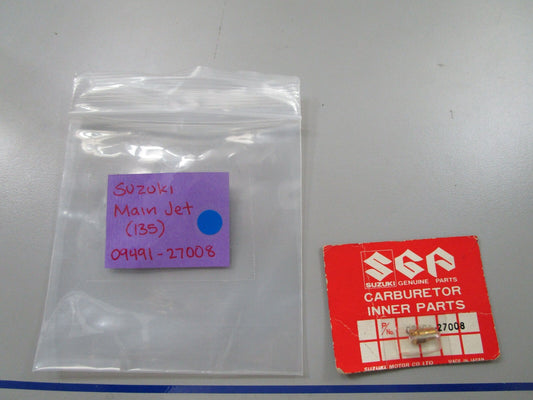 Suzuki
Main Jet
(135)
09491-27008
SGP
SUZUKI GENUINE PARTS
CARBURETOR
INNER PARTS
P/No.
27008
SUZUKI MOTOR CO LTD MADE IN JAPAN